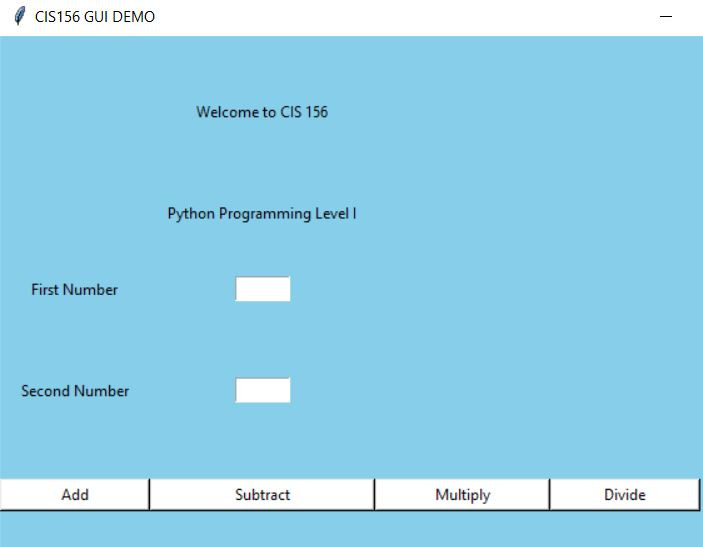 CIS156 GUI DEMO
Welcome to CIS 156
Python Programming Level I
First Number
Second Number
Add Subtract Multiply Divide